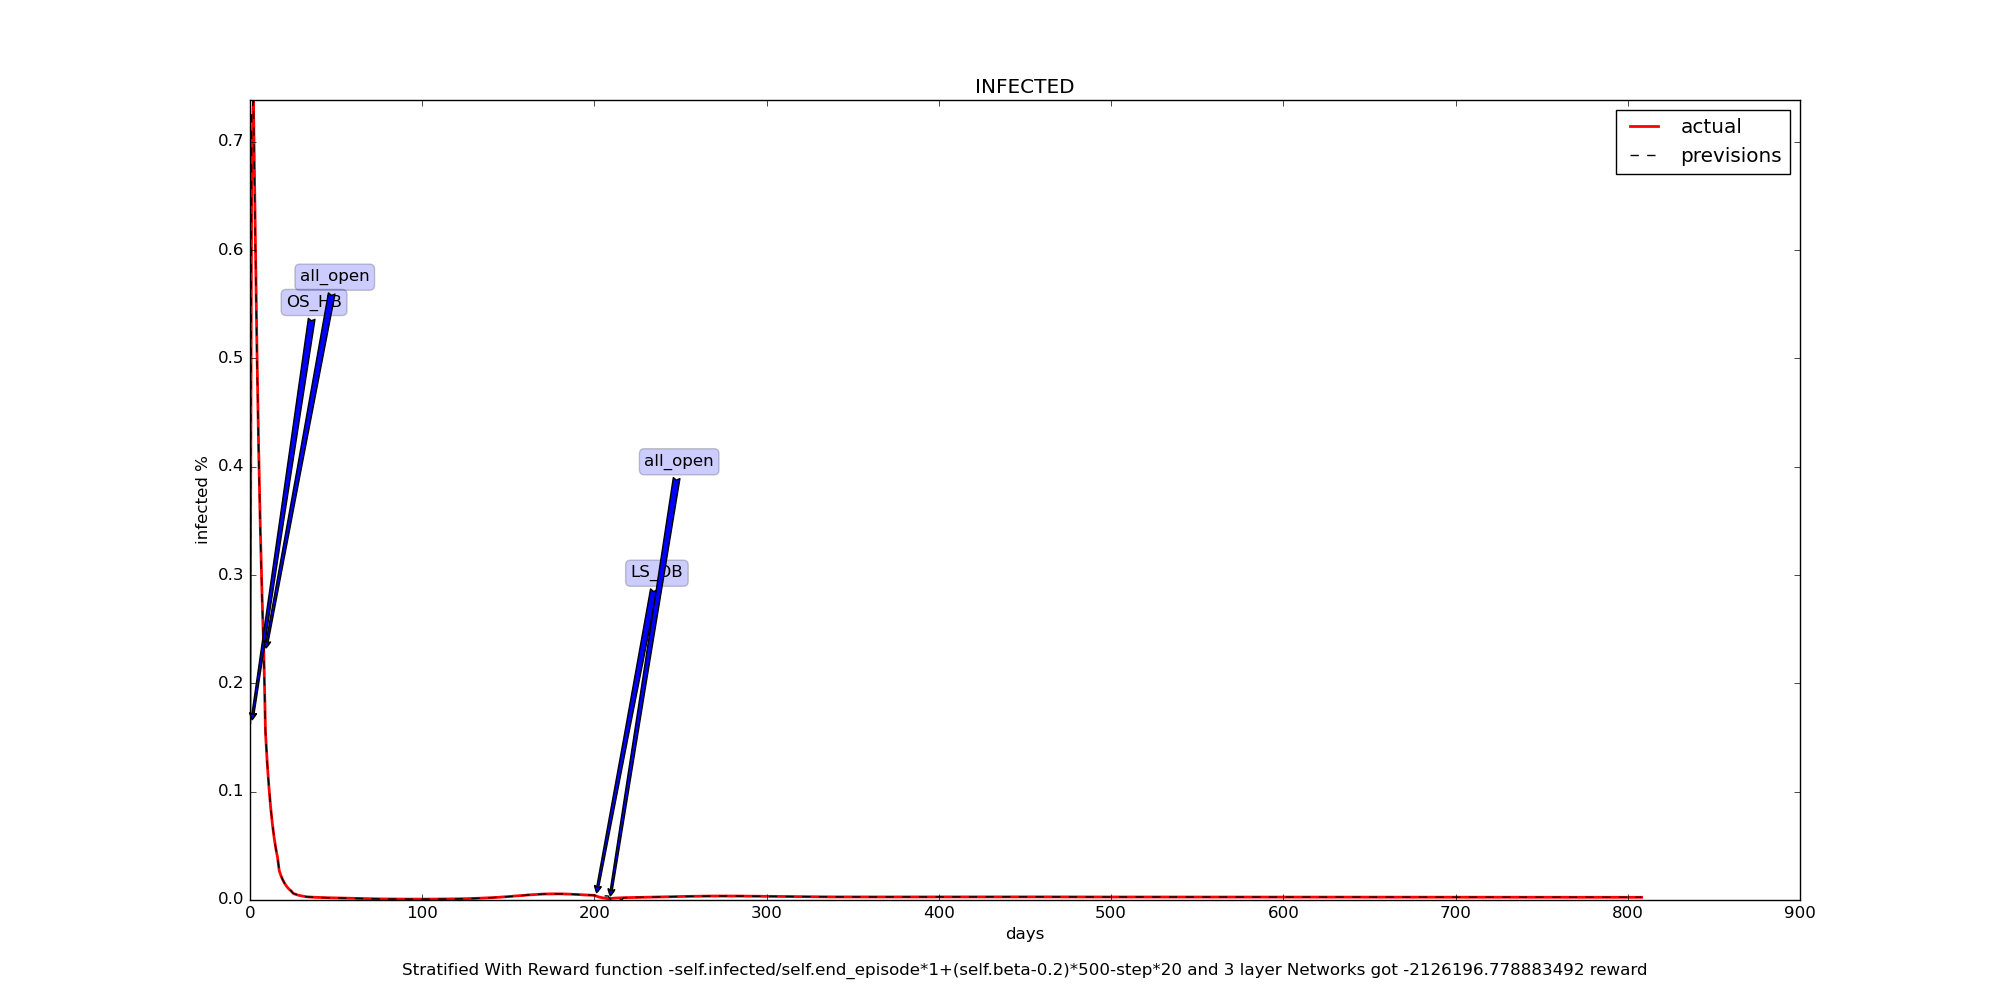 INFECTED
actual
previsions
0.7
0.6
0.5
0.4
0.3
0.2
0.1
0.0
infected %
all_open
OS_HB
all_open
LS_DB
0 100 200 300 400 500 600 700 800 900
days
Stratified With Reward function -self.infected/self.end_episode*1+(self.beta-0.2)*500-step*20 and 3 layer Networks got -2126196.778883492 reward